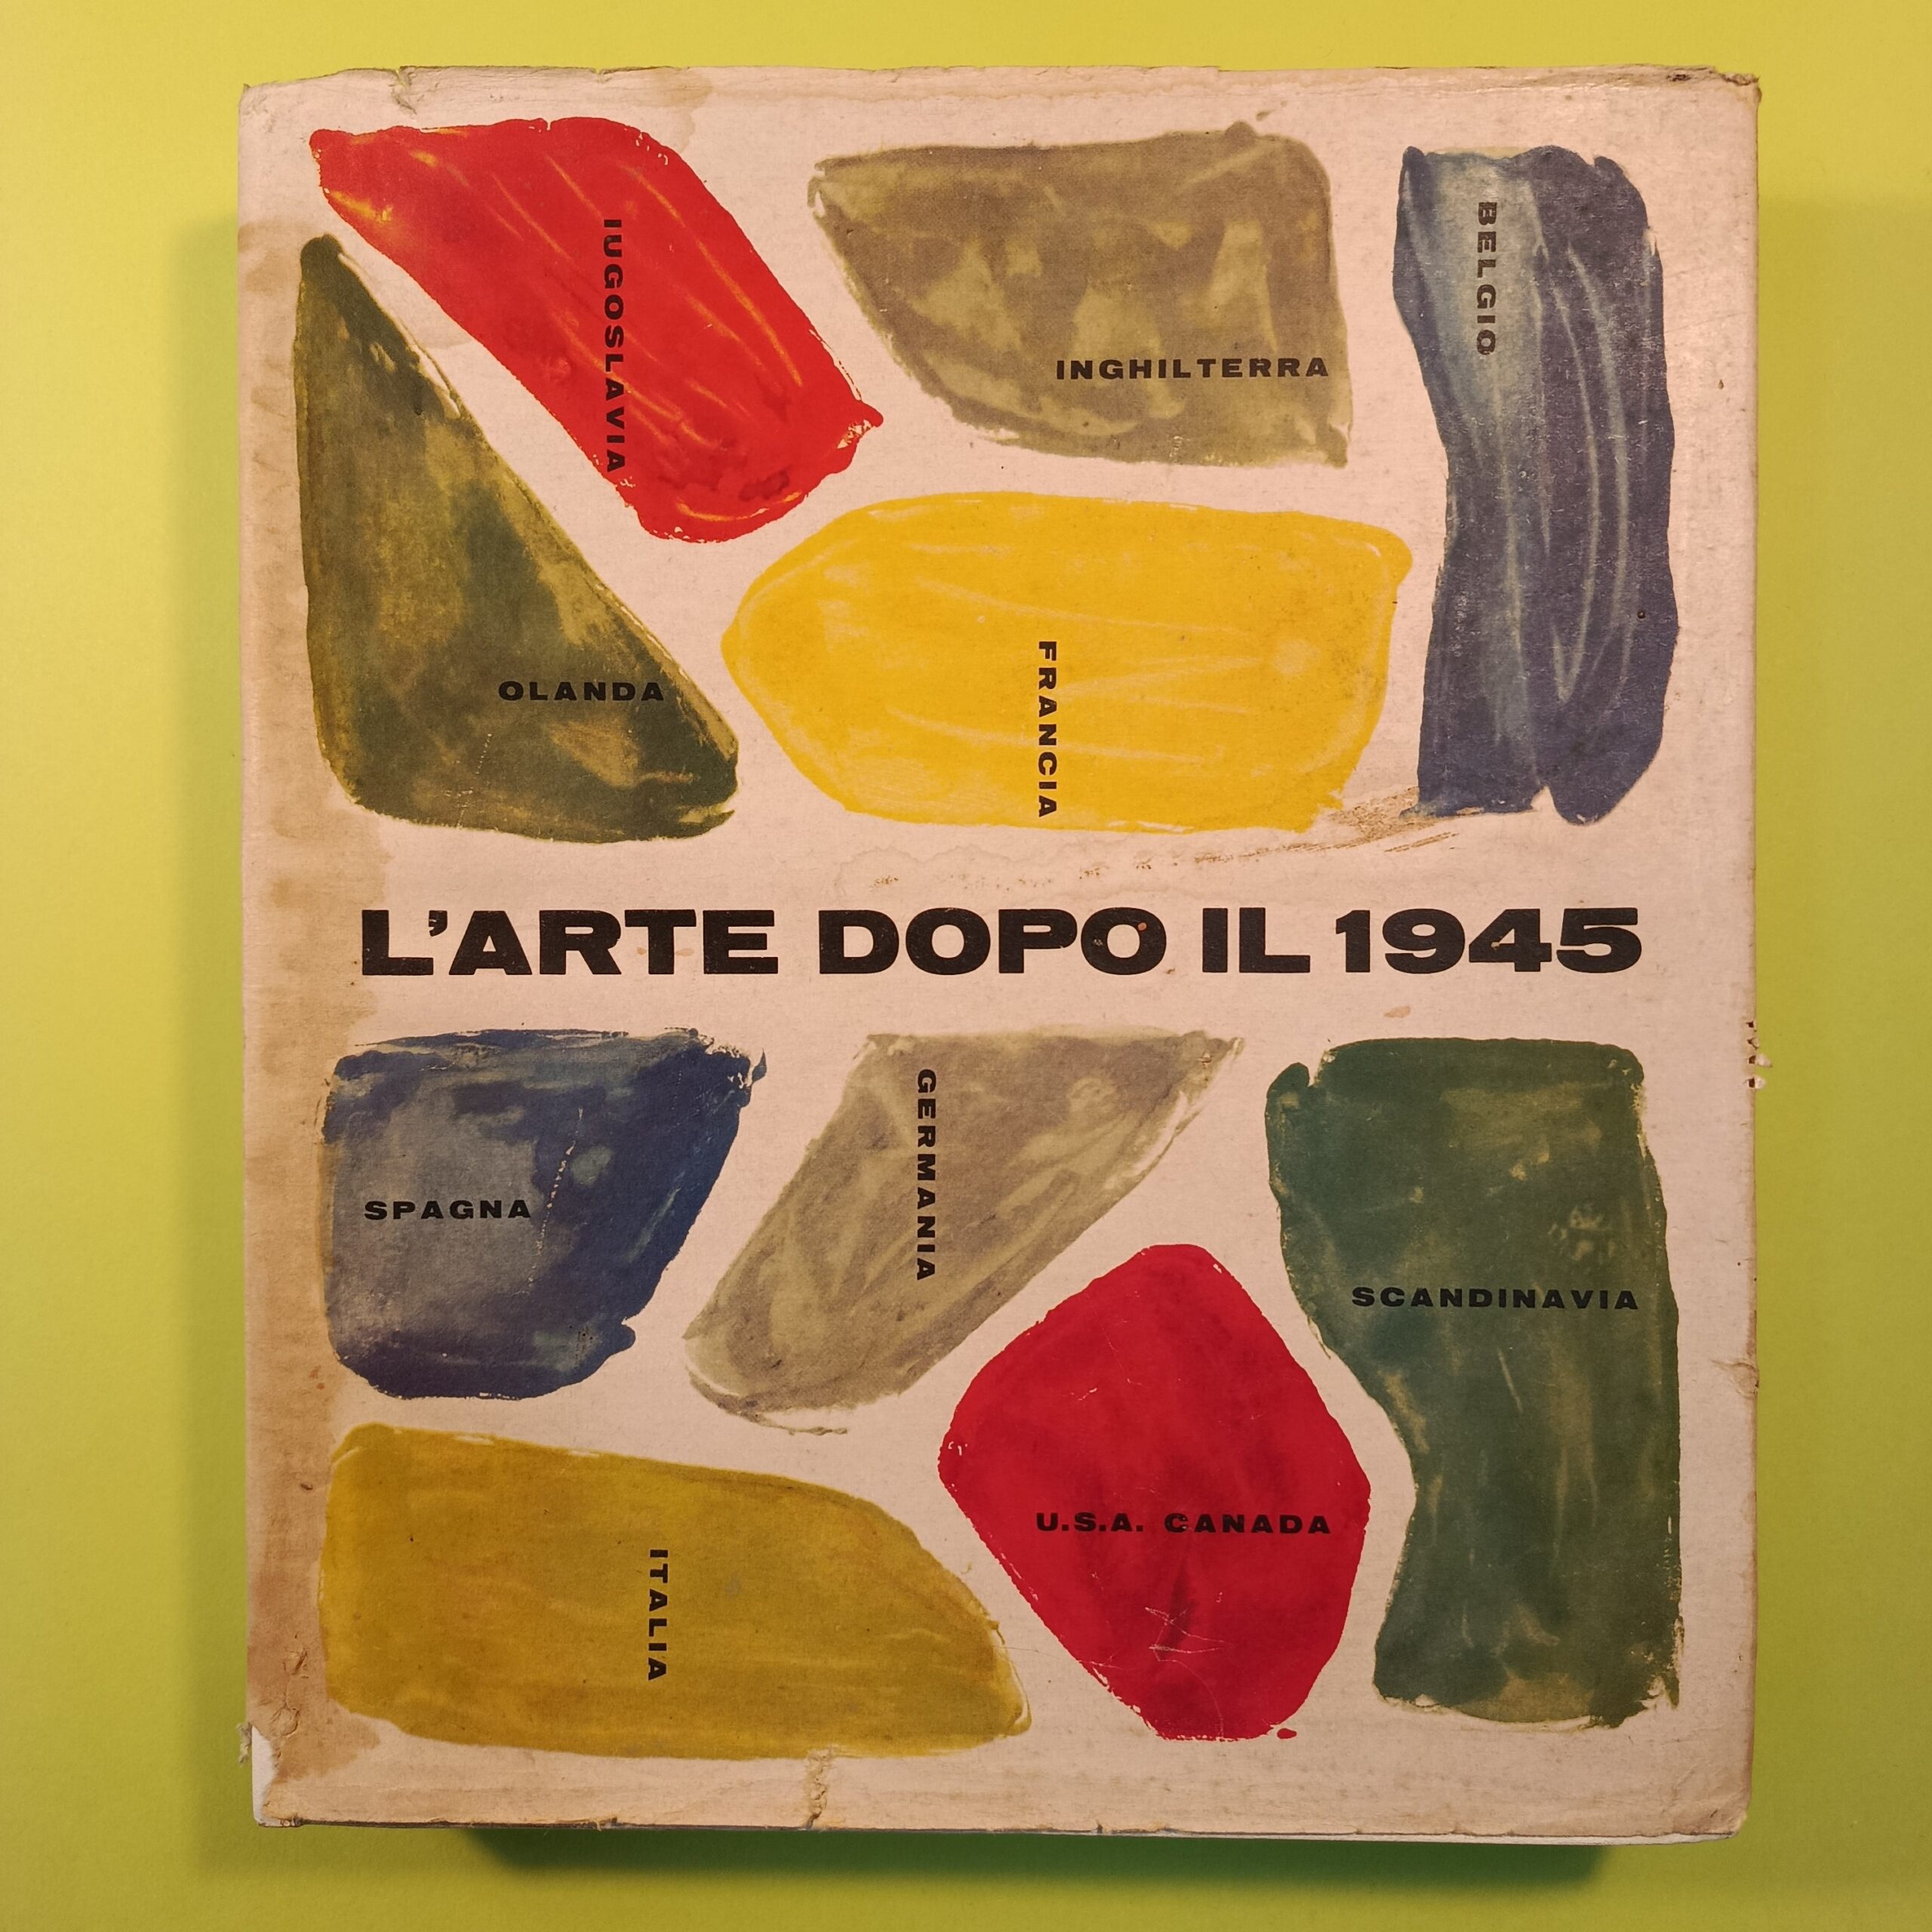 IUGOSLAVIA
INGHILTERRA
BELGIO
OLANDA
FRANCIA
L'ARTE DOPO IL 1945
SPAGNA
GERMANIA
SCANDINAVIA
U.S.A. CANADA
ITALIA